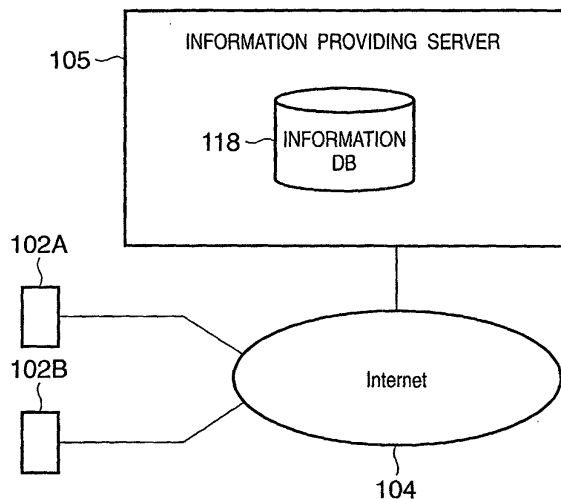 INFORMATION PROVIDING SERVER
105
118
INFORMATION
DB
102A
102B
Internet
104